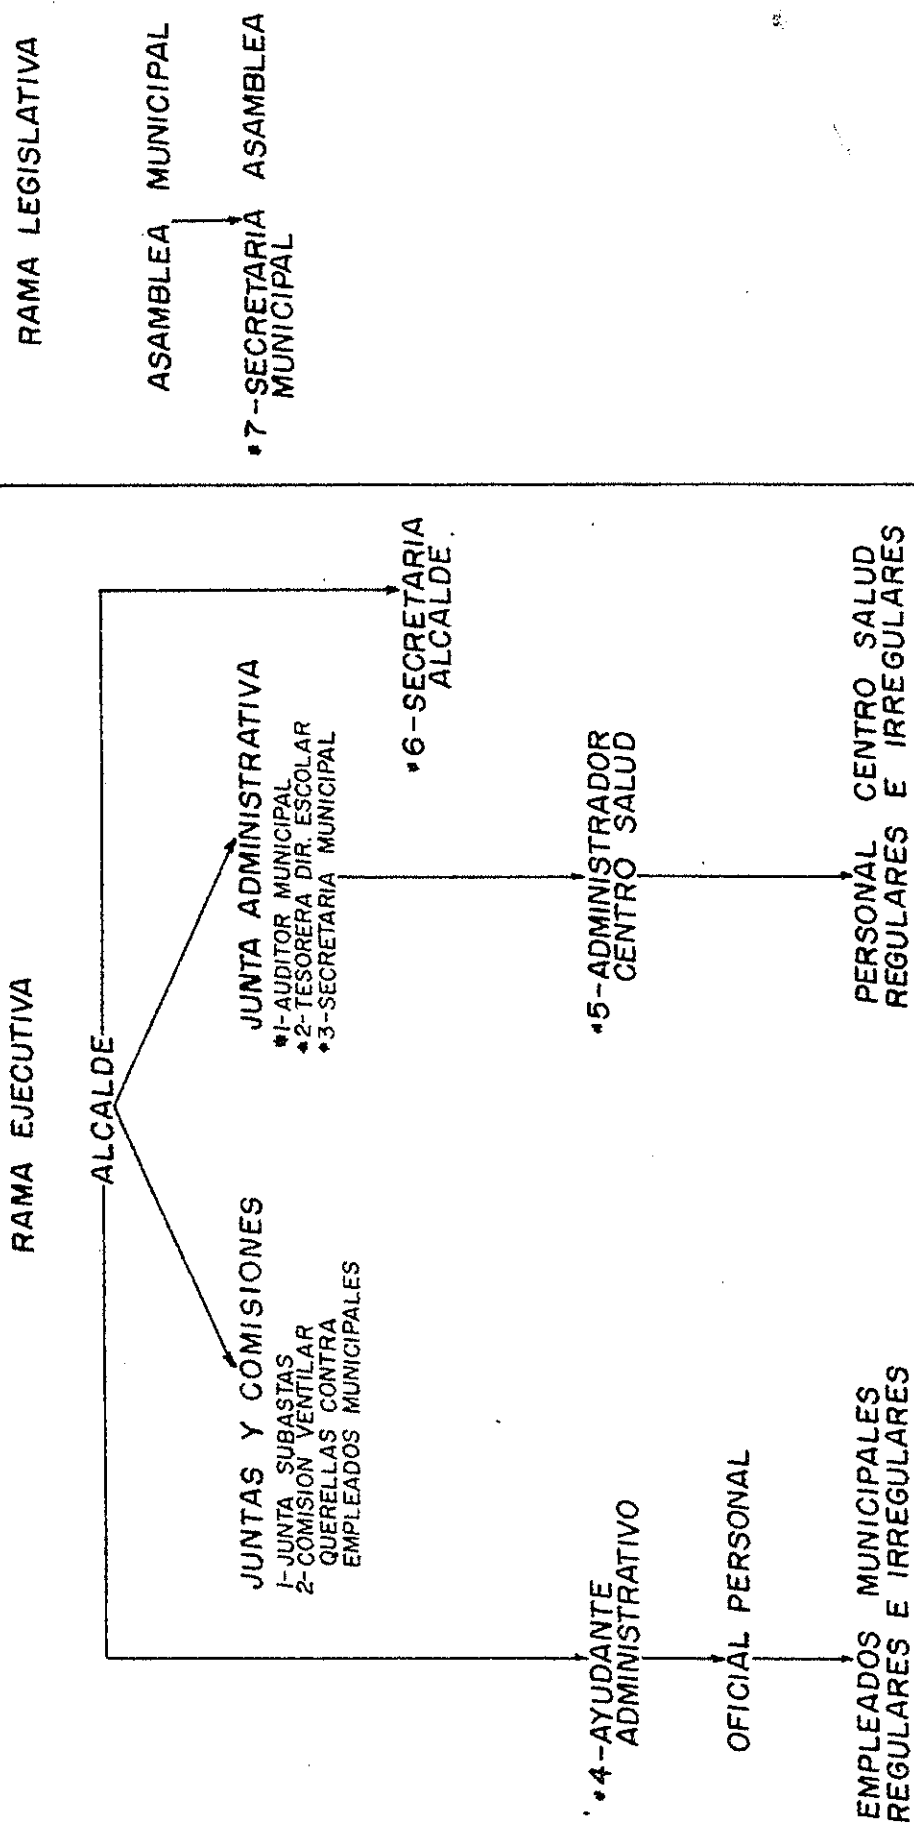 RAMA EJECUTIVA
ALCALDE
JUNTAS Y COMISIONES
1-JUNTA SUBASTAS
2-COMISION VENTILAR
QUERELLAS CONTRA
EMPLEADOS MUNICIPALES
JUNTA ADMINISTRATIVA
*1-AUDITOR MUNICIPAL
*2-TESORERA DIR. ESCOLAR
*3-SECRETARIA MUNICIPAL
*6-SECRETARIA
ALCALDE
*4-AYUDANTE
ADMINISTRATIVO
OFICIAL PERSONAL
EMPLEADOS MUNICIPALES
REGULARES E IRREGULARES
*5-ADMINISTRADOR
CENTRO SALUD
PERSONAL CENTRO SALUD
REGULARES E IRREGULARES
RAMA LEGISLATIVA
ASAMBLEA MUNICIPAL
*7-SECRETARIA ASAMBLEA
MUNICIPAL